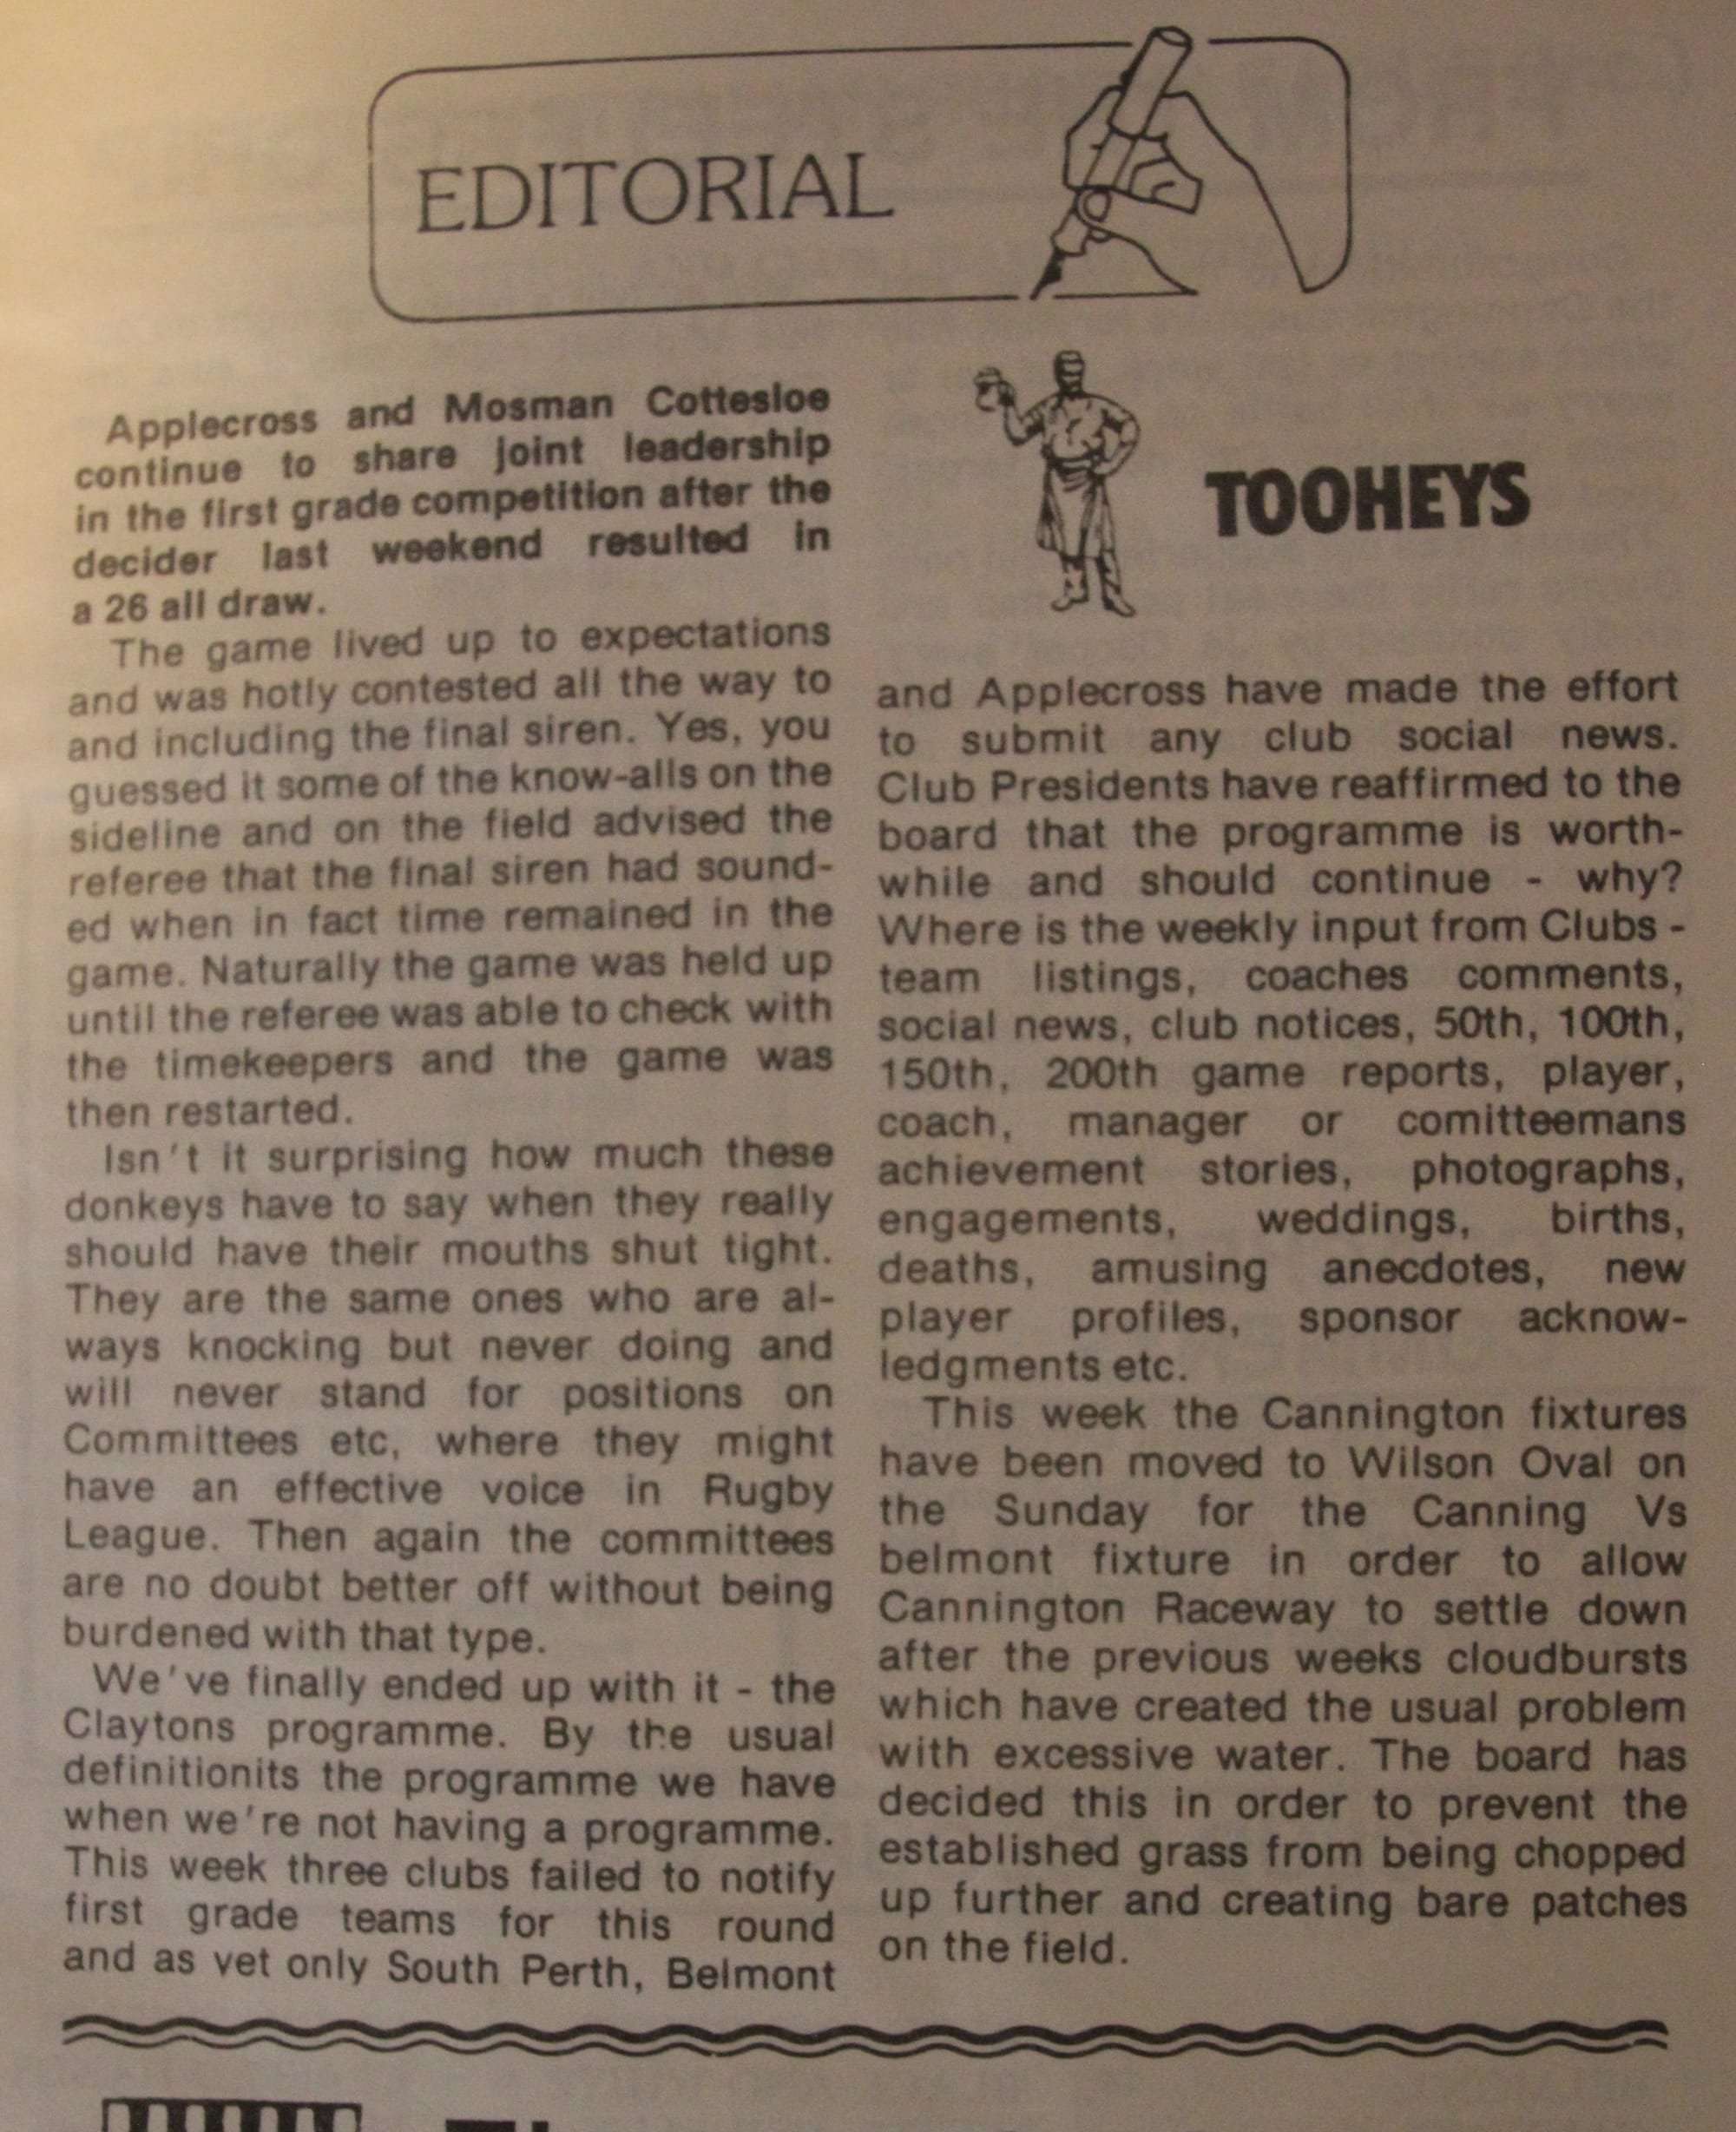 EDITORIAL
Applecross and Mosman Cottesloe
continue to share joint leadership
in the first grade competition after the
decider last weekend resulted in
a 26 all draw.
The game lived up to expectations
and was hotly contested all the way to
and including the final siren. Yes, you
guessed it some of the know-alls on the
sideline and on the field advised the
referee that the final siren had sound-
ed when in fact time remained in the
game. Naturally the game was held up
until the referee was able to check with
the timekeepers and the game was
then restarted.
Isn't it surprising how much these
donkeys have to say when they really
should have their mouths shut tight.
They are the same ones who are al-
ways knocking but never doing and
will never stand for positions on
Committees etc, where they might
have an effective voice in Rugby
League. Then again the committees
are no doubt better off without being
burdened with that type.
We've finally ended up with it - the
Claytons programme. By the usual
definitionits the programme we have
when we're not having a programme.
This week three clubs failed to notify
first grade teams for this round
and as vet only South Perth, Belmont
TOOHEYS
and Applecross have made the effort
to submit any club social news.
Club Presidents have reaffirmed to the
board that the programme is worth-
while and should continue - why?
Where is the weekly input from Clubs -
team listings, coaches comments,
social news, club notices, 50th, 100th,
150th, 200th game reports, player,
coach, manager or comitteemans
achievement stories, photographs,
engagements, weddings, births,
deaths, amusing anecdotes, new
player profiles, sponsor acknow-
ledgments etc.
This week the Cannington fixtures
have been moved to Wilson Oval on
the Sunday for the Canning Vs
belmont fixture in order to allow
Cannington Raceway to settle down
after the previous weeks cloudbursts
which have created the usual problem
with excessive water. The board has
decided this in order to prevent the
established grass from being chopped
up further and creating bare patches
on the field.